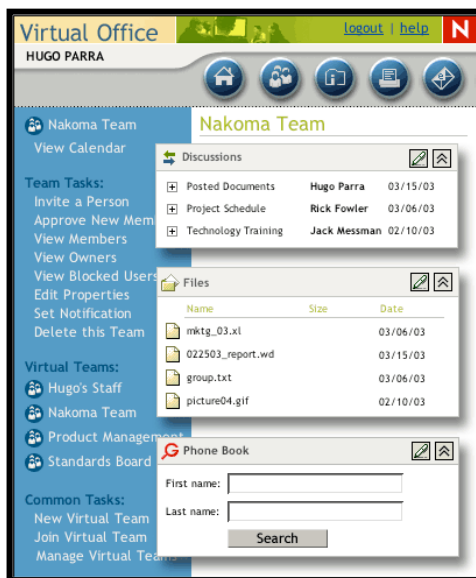 Virtual Office
logout | help
N
HUGO PARRA
Nakoma Team
View Calendar
Team Tasks:
Invite a Person
Approve New Mem
View Members
View Owners
View Blocked Users
Edit Properties
Set Notification
Delete this Team
Virtual Teams:
Hugo's Staff
Nakoma Team
Product Management
Standards Board
Common Tasks:
New Virtual Team
Join Virtual Team
Manage Virtual Teams
Nakoma Team
Discussions
Posted Documents Hugo Parra 03/15/03
Project Schedule Rick Fowler 03/06/03
Technology Training Jack Messman 02/10/03
Files
Name Size Date
mktg_03.xl 03/06/03
022503_report.wd 03/15/03
group.txt 03/06/03
picture04.gif 02/10/03
Phone Book
First name:
Last name:
Search